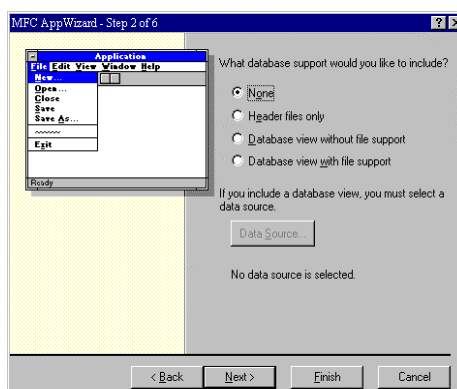 MFC AppWizard - Step 2 of 6
Application
File Edit View Window Help
New...
Open...
Close
Save
Save As...
Exit
Ready
What database support would you like to include?
None
Header files only
Database view without file support
Database view with file support
If you include a database view, you must select a
data source.
Data Source...
No data source is selected.
< Back Next > Finish Cancel